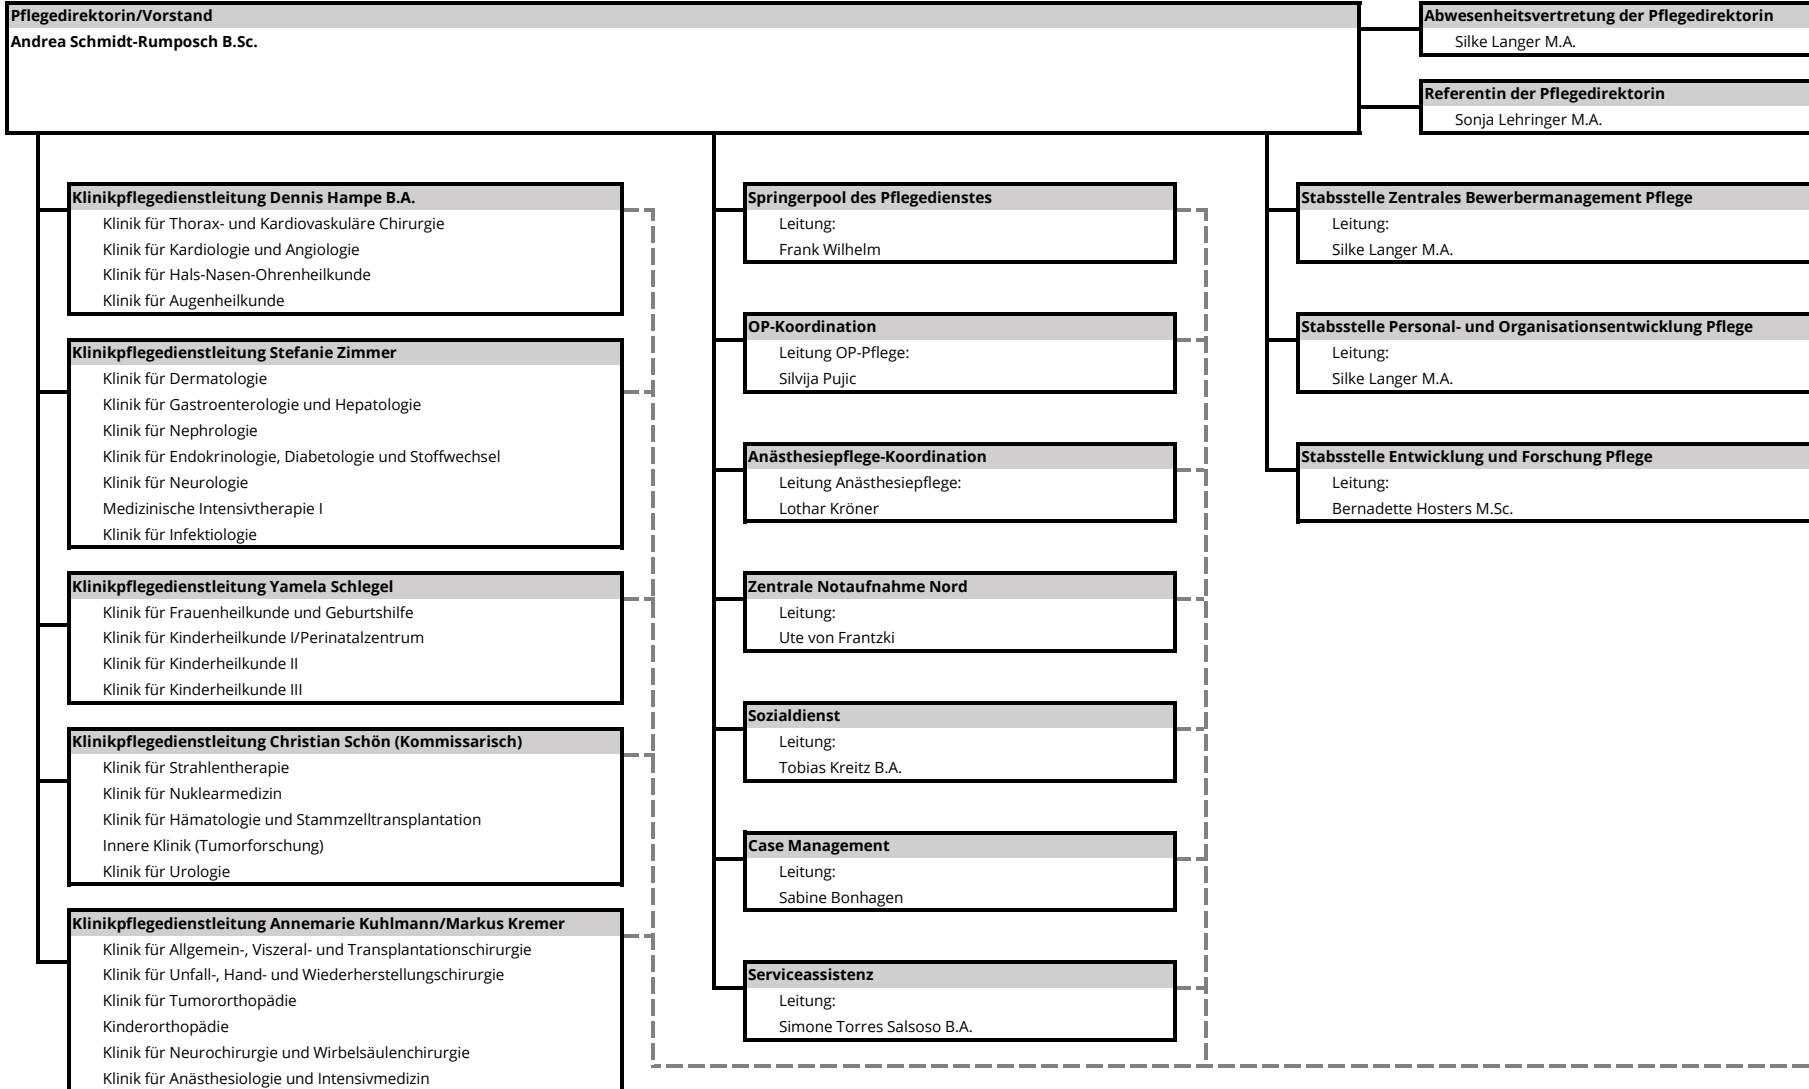 Pflegedirektorin/Vorstand
Andrea Schmidt-Rumposch B.Sc.
Abwesenheitsvertretung der Pflegedirektorin
Silke Langer M.A.
Referentin der Pflegedirektorin
Sonja Lehringer M.A.
Klinikpflegedienstleitung Dennis Hampe B.A.
Klinik für Thorax- und Kardiovaskuläre Chirurgie
Klinik für Kardiologie und Angiologie
Klinik für Hals-Nasen-Ohrenheilkunde
Klinik für Augenheilkunde
Klinikpflegedienstleitung Stefanie Zimmer
Klinik für Dermatologie
Klinik für Gastroenterologie und Hepatologie
Klinik für Nephrologie
Klinik für Endokrinologie, Diabetologie und Stoffwechsel
Klinik für Neurologie
Medizinische Intensivtherapie I
Klinik für Infektiologie
Klinikpflegedienstleitung Yamela Schlegel
Klinik für Frauenheilkunde und Geburtshilfe
Klinik für Kinderheilkunde I/Perinatalzentrum
Klinik für Kinderheilkunde II
Klinik für Kinderheilkunde III
Klinikpflegedienstleitung Christian Schön (Kommissarisch)
Klinik für Strahlentherapie
Klinik für Nuklearmedizin
Klinik für Hämatologie und Stammzelltransplantation
Innere Klinik (Tumorforschung)
Klinik für Urologie
Klinikpflegedienstleitung Annemarie Kuhlmann/Markus Kremer
Klinik für Allgemein-, Viszeral- und Transplantationschirurgie
Klinik für Unfall-, Hand- und Wiederherstellungschirurgie
Klinik für Tumororthopädie
Kinderorthopädie
Klinik für Neurochirurgie und Wirbelsäulenchirurgie
Klinik für Anästhesiologie und Intensivmedizin
Springerpool des Pflegedienstes
Leitung:
Frank Wilhelm
OP-Koordination
Leitung OP-Pflege:
Silvija Pujic
Anästhesiepflege-Koordination
Leitung Anästhesiepflege:
Lothar Kröner
Zentrale Notaufnahme Nord
Leitung:
Ute von Frantzki
Sozialdienst
Leitung:
Tobias Kreitz B.A.
Case Management
Leitung:
Sabine Bonhagen
Serviceassistenz
Leitung:
Simone Torres Salsoso B.A.
Stabsstelle Zentrales Bewerbermanagement Pflege
Leitung:
Silke Langer M.A.
Stabsstelle Personal- und Organisationsentwicklung Pflege
Leitung:
Silke Langer M.A.
Stabsstelle Entwicklung und Forschung Pflege
Leitung:
Bernadette Hosters M.Sc.